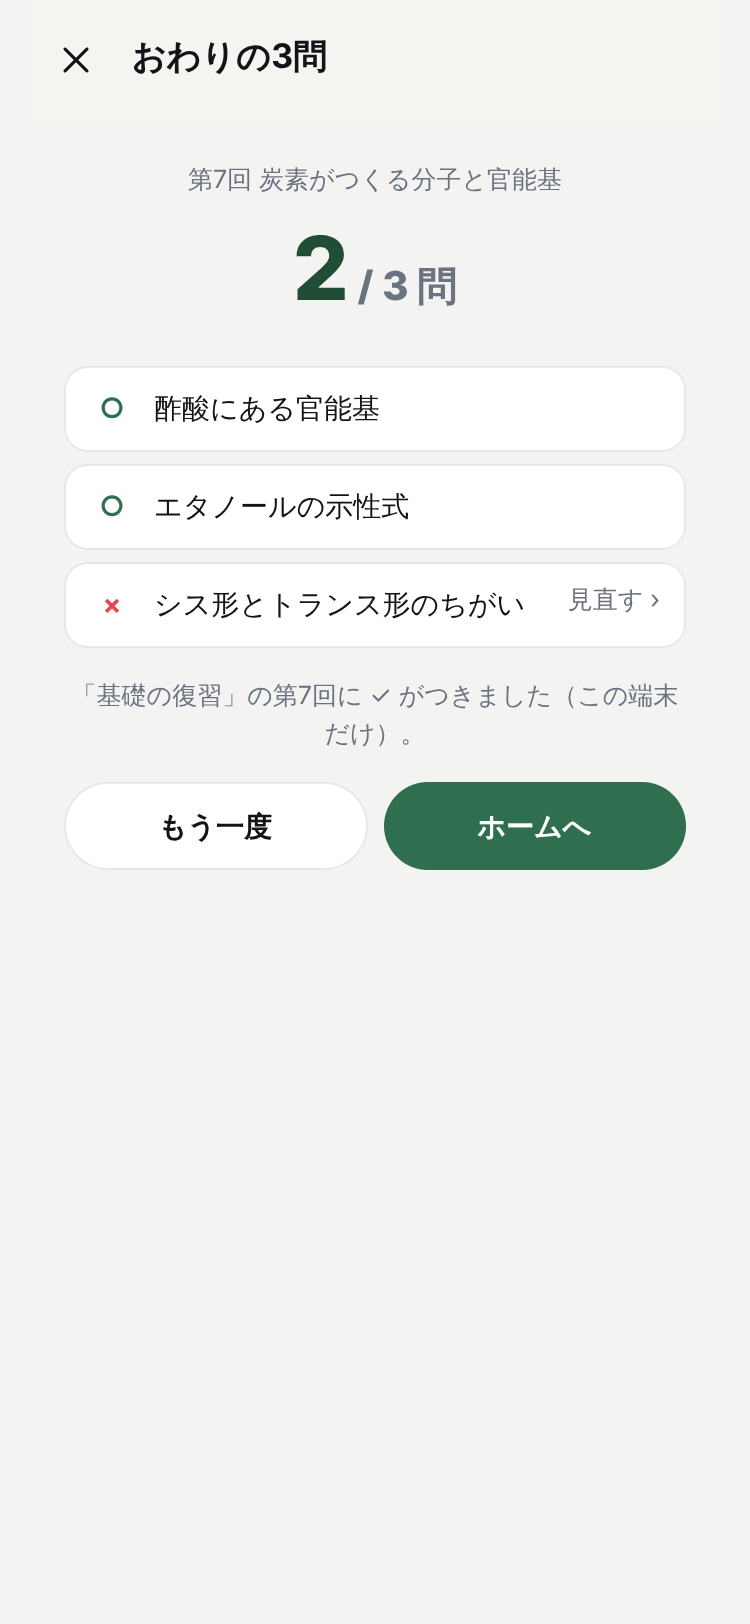 おわりの3問
第7回 炭素がつくる分子と官能基
2 / 3 問
酢酸にある官能基
エタノールの示性式
シス形とトランス形のちがい 見直す ›
「基礎の復習」の第7回に ✓ がつきました（この端末
だけ）。
もう一度 ホームへ